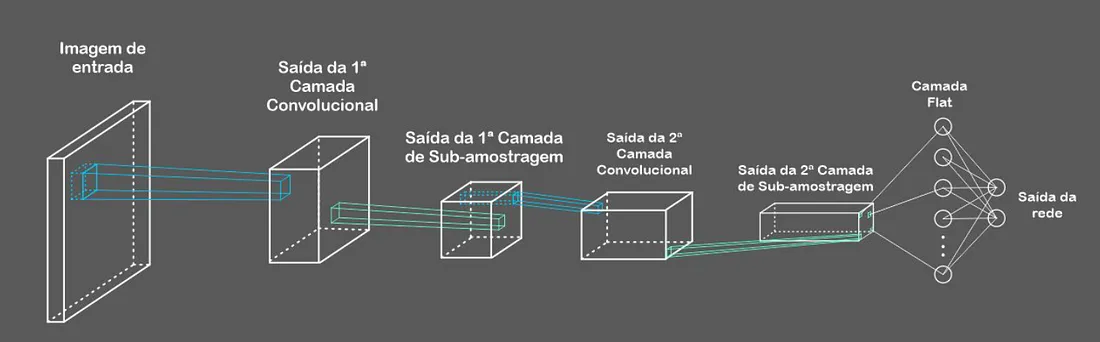 Imagem de
entrada
Saída da 1ª
Camada
Convolucional
Saída da 1ª Camada
de Sub-amostragem
Saída da 2ª
Camada
Convolucional
Saída da 2ª Camada
de Sub-amostragem
Camada
Flat
Saída da
rede